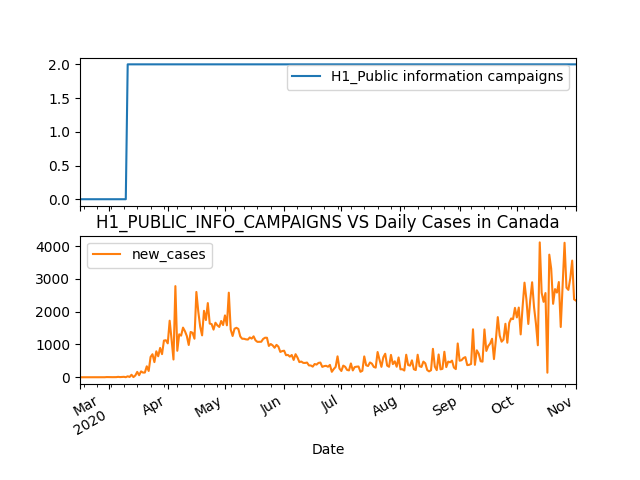 2.0
1.5
1.0
0.5
0.0
H1_Public information campaigns
H1_PUBLIC_INFO_CAMPAIGNS VS Daily Cases in Canada
4000
3000
2000
1000
0
new_cases
Mar
2020
Apr
May
Jun
Jul
Aug
Sep
Oct
Nov
Date